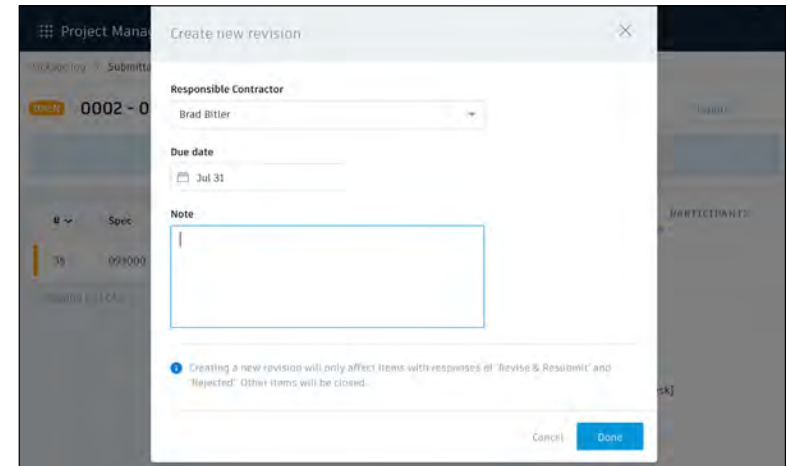 Project Mana
Create new revision
Submitta
Responsible Contractor
OPEN 0002 - 0
Brad Bitler
Due date
Jul 31
# Spec
Note
PARTICIPANTS
091000
Creating a new revision will only affect items with responses of 'Revise & Resubmit' and
'Rejected'. Other items will be closed.
sk]
Cancel Done